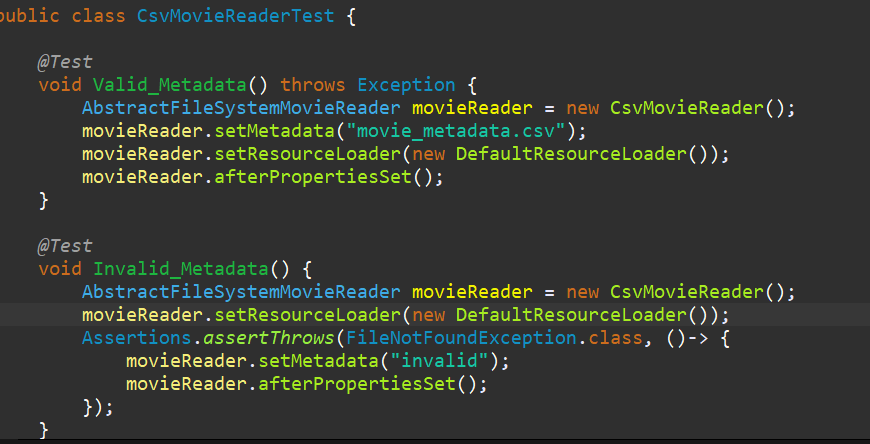 public class CsvMovieReaderTest {
@Test
void Valid_Metadata() throws Exception {
AbstractFileSystemMovieReader movieReader = new CsvMovieReader();
movieReader.setMetadata("movie_metadata.csv");
movieReader.setResourceLoader(new DefaultResourceLoader());
movieReader.afterPropertiesSet();
}
@Test
void Invalid_Metadata() {
AbstractFileSystemMovieReader movieReader = new CsvMovieReader();
movieReader.setResourceLoader(new DefaultResourceLoader());
Assertions.assertThrows(FileNotFoundException.class, ()-> {
movieReader.setMetadata("invalid");
movieReader.afterPropertiesSet();
});
}